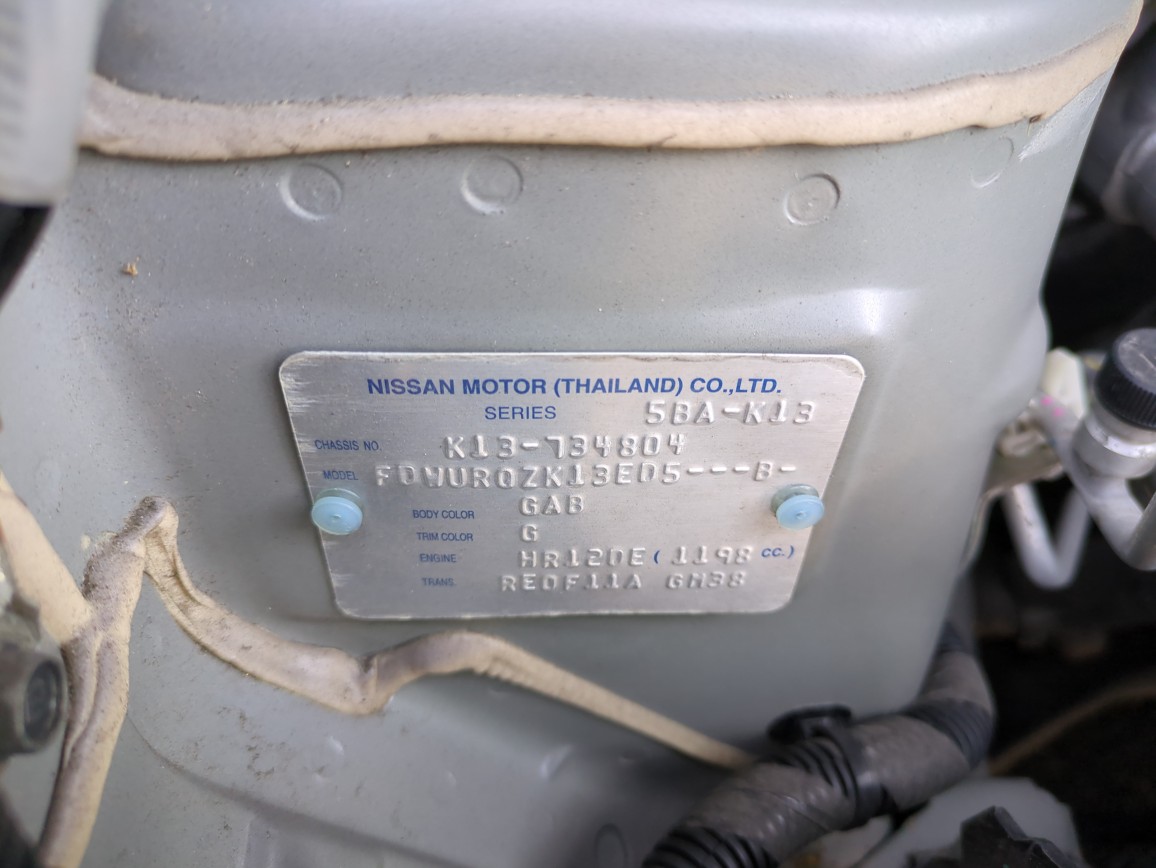 NISSAN MOTOR (THAILAND) CO.,LTD.
SERIES 5BA-K13
CHASSIS NO. K13-734804
MODEL FDWURQZK13ED5---B-
BODY COLOR GAB
TRIM COLOR G
ENGINE HR12DE ( 1198 CC.)
TRANS. RE0F11A GM38